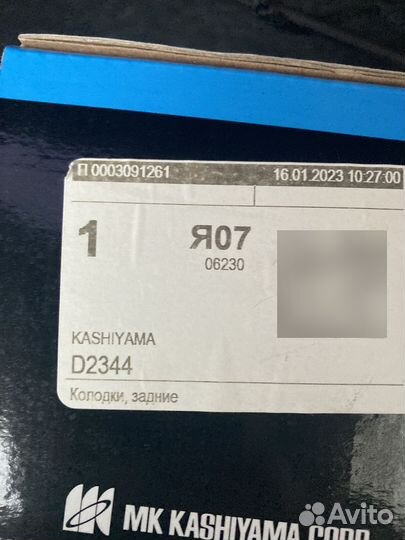 П 0003091261 16.01.2023 10:27:00
1 Я07
06230
KASHIYAMA
D2344
Колодки, задние
MK KASHIYAMA CORP.
Avito